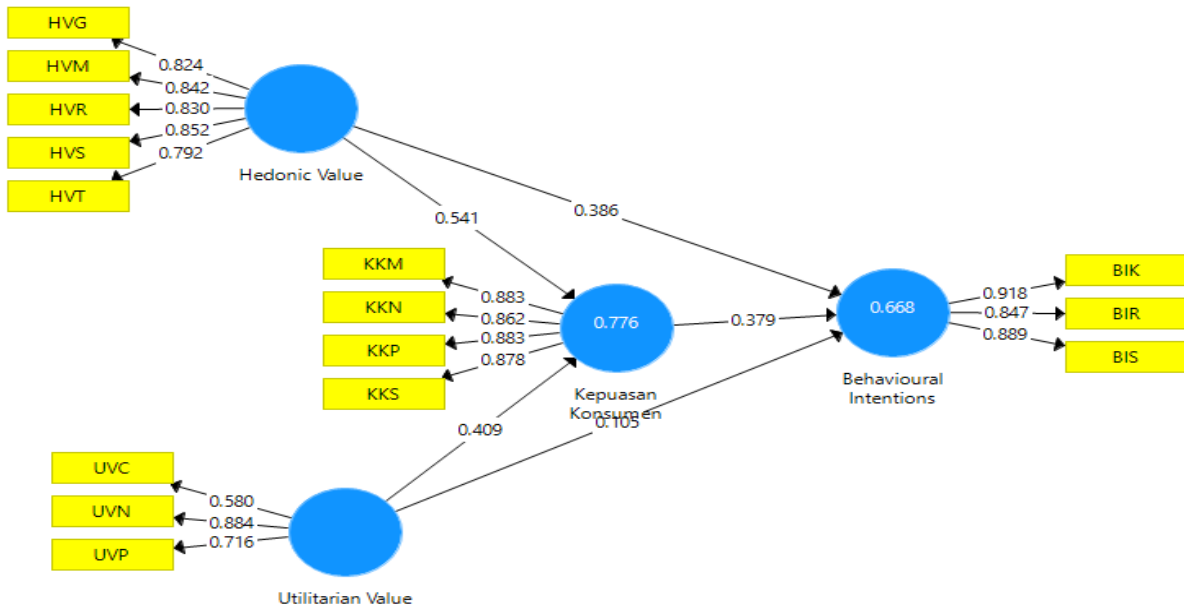 HVG
HVM
HVR
HVS
HVT
0.824
0.842
0.830
0.852
0.792
Hedonic Value
0.541
0.386
KKM
KKN
KKP
KKS
0.883
0.862
0.883
0.878
0.776
Kepuasan
Konsumen
0.379
0.668
Behavioural
Intentions
0.918
0.847
0.889
BIK
BIR
BIS
0.409
0.105
UVC
UVN
UVP
0.580
0.884
0.716
Utilitarian Value